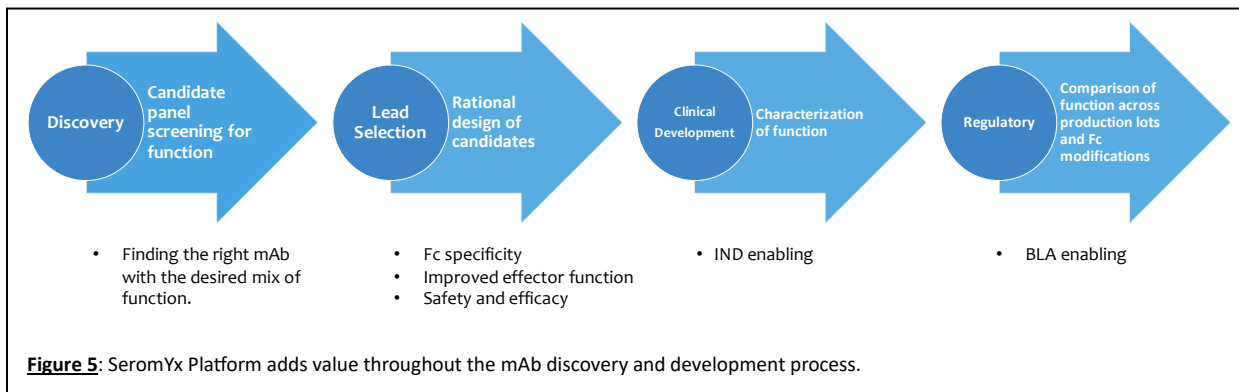 Discovery
Candidate
panel
screening for
function
Lead
Selection
Rational
design of
candidates
Clinical
Development
Characterization
of function
Regulatory
Comparison of
function across
production lots
and Fc
modifications
• Finding the right mAb
with the desired mix of
function.
• Fc specificity
• Improved effector function
• Safety and efficacy
• IND enabling
• BLA enabling
Figure 5: SeromYx Platform adds value throughout the mAb discovery and development process.